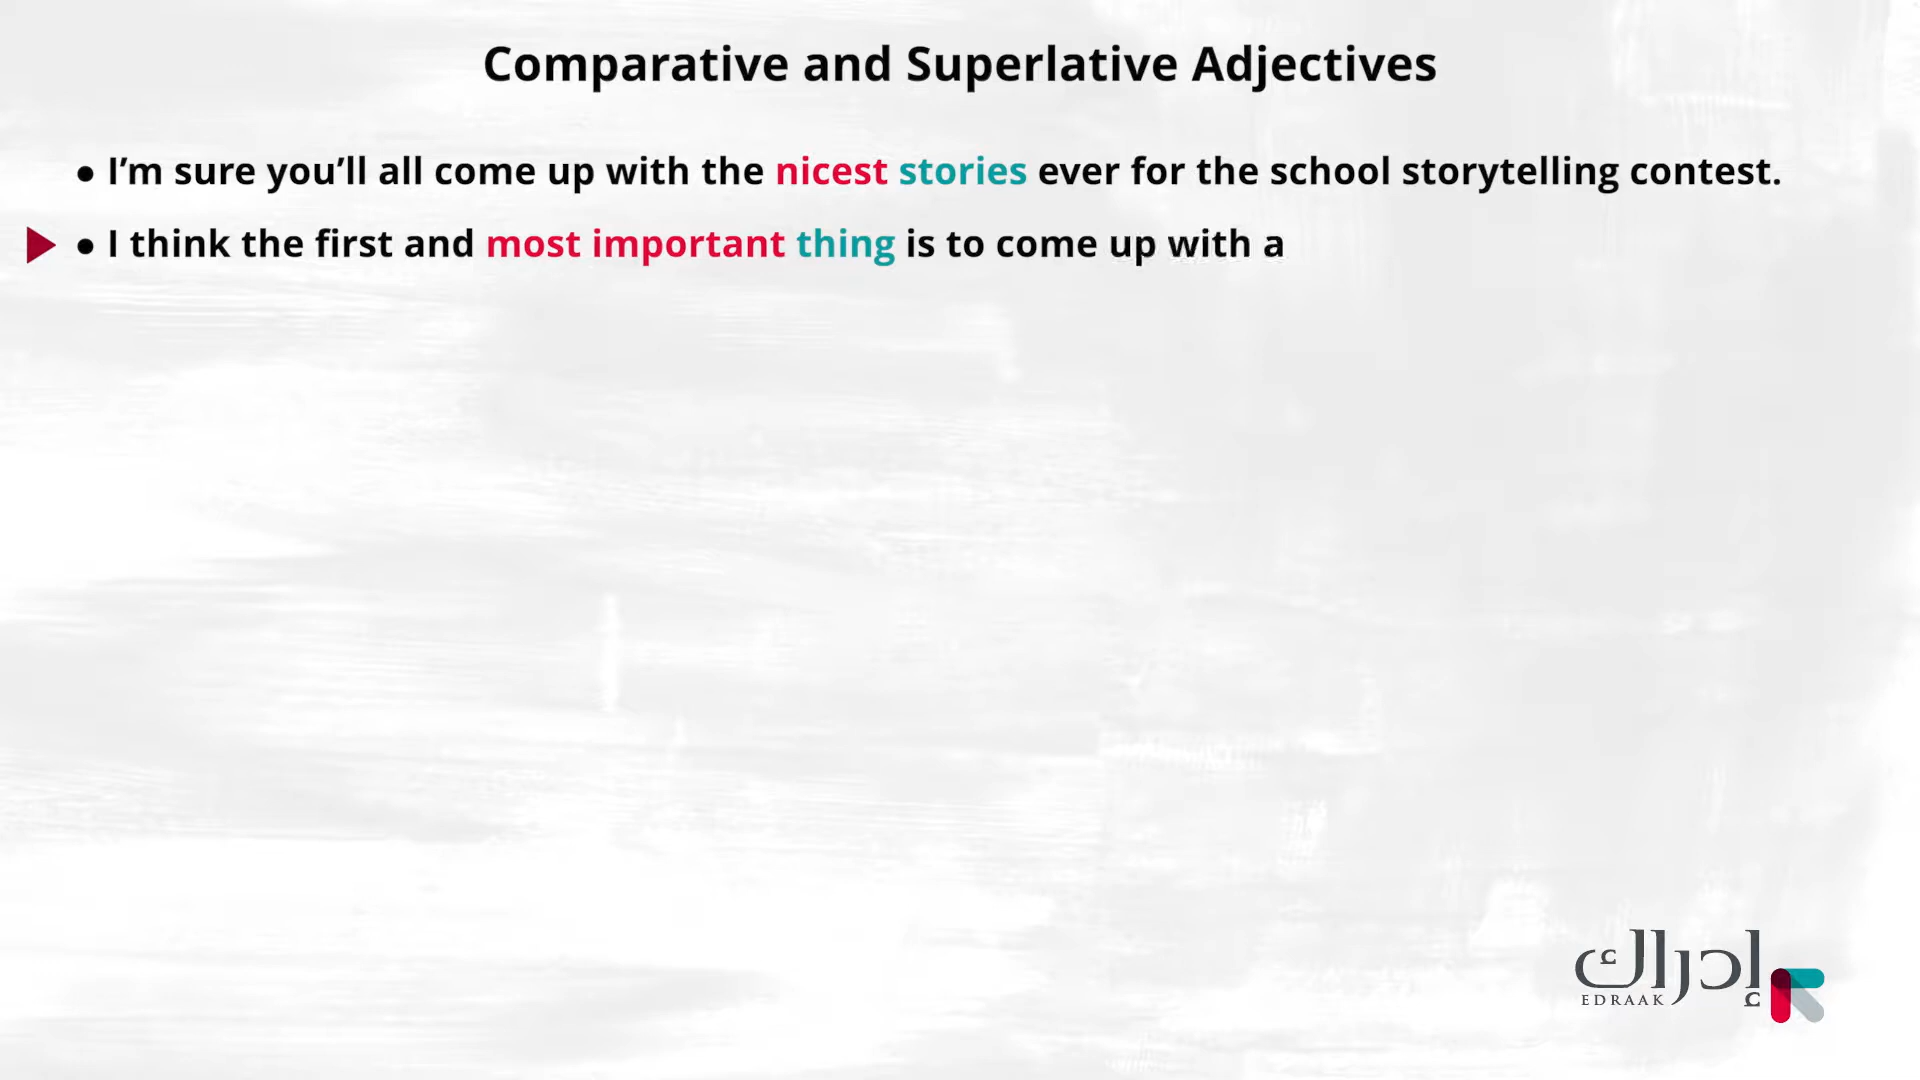 Comparative and Superlative Adjectives
● I’m sure you’ll all come up with the nicest stories ever for the school storytelling contest.
● I think the first and most important thing is to come up with a
إدراك
EDRAAK